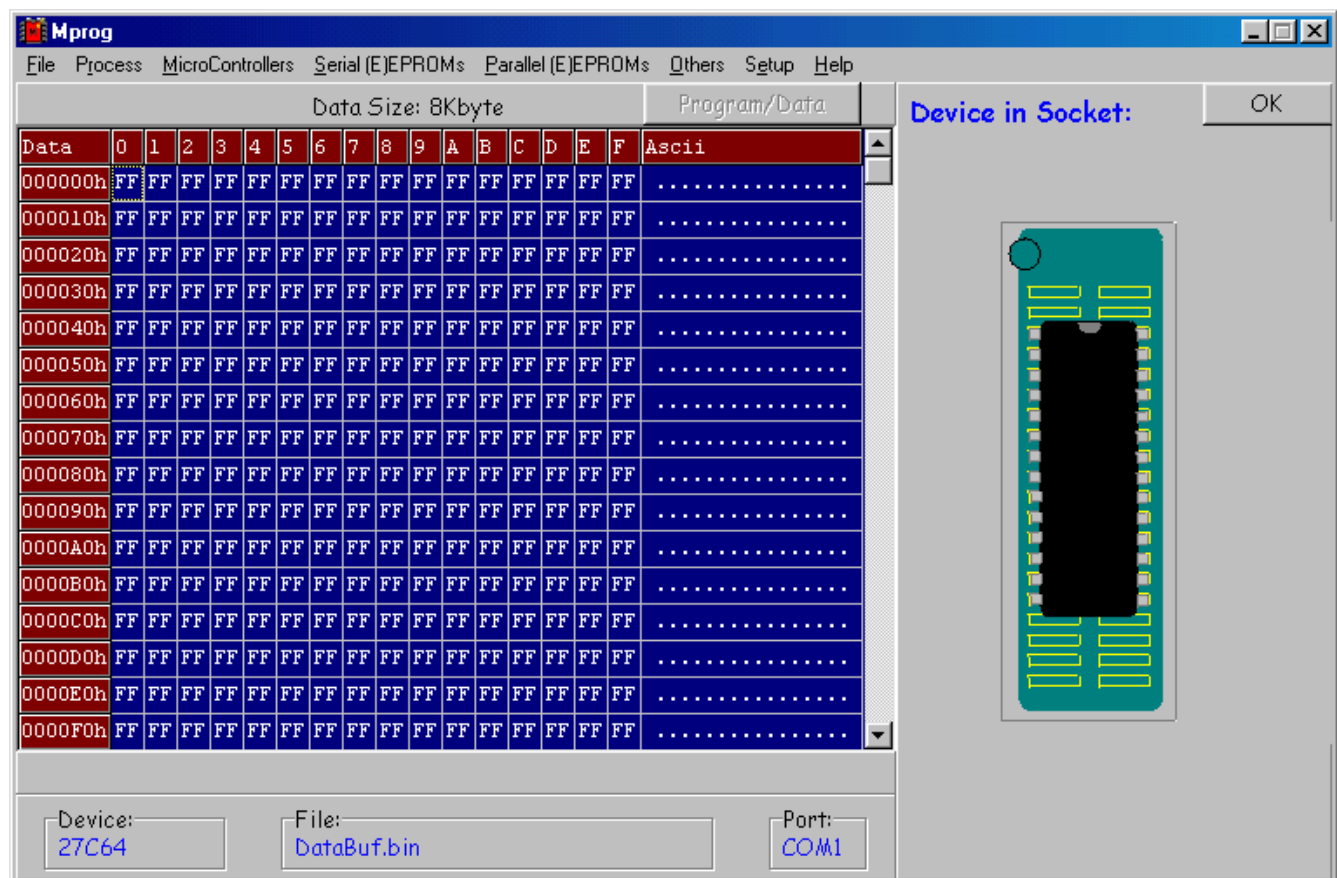 Mprog
File Process MicroControllers Serial (E)EPROMs Parallel (E)EPROMs Others Setup Help
Data Size: 8Kbyte Program/Data
Device in Socket: OK
Data 0 1 2 3 4 5 6 7 8 9 A B C D E F Ascii
000000h FF FF FF FF FF FF FF FF FF FF FF FF FF FF FF FF ................
000010h FF FF FF FF FF FF FF FF FF FF FF FF FF FF FF FF ................
000020h FF FF FF FF FF FF FF FF FF FF FF FF FF FF FF FF ................
000030h FF FF FF FF FF FF FF FF FF FF FF FF FF FF FF FF ................
000040h FF FF FF FF FF FF FF FF FF FF FF FF FF FF FF FF ................
000050h FF FF FF FF FF FF FF FF FF FF FF FF FF FF FF FF ................
000060h FF FF FF FF FF FF FF FF FF FF FF FF FF FF FF FF ................
000070h FF FF FF FF FF FF FF FF FF FF FF FF FF FF FF FF ................
000080h FF FF FF FF FF FF FF FF FF FF FF FF FF FF FF FF ................
000090h FF FF FF FF FF FF FF FF FF FF FF FF FF FF FF FF ................
0000A0h FF FF FF FF FF FF FF FF FF FF FF FF FF FF FF FF ................
0000B0h FF FF FF FF FF FF FF FF FF FF FF FF FF FF FF FF ................
0000C0h FF FF FF FF FF FF FF FF FF FF FF FF FF FF FF FF ................
0000D0h FF FF FF FF FF FF FF FF FF FF FF FF FF FF FF FF ................
0000E0h FF FF FF FF FF FF FF FF FF FF FF FF FF FF FF FF ................
0000F0h FF FF FF FF FF FF FF FF FF FF FF FF FF FF FF FF ................
Device: File: Port:
27C64 DataBuf.bin COM1